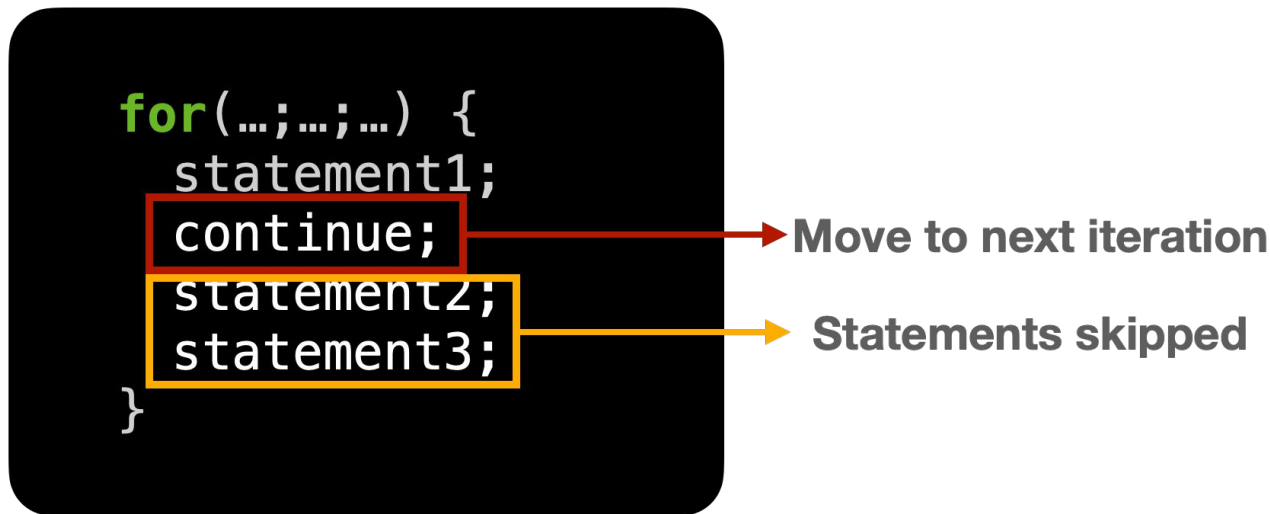 for(…;…;…) {
statement1;
continue;
Move to next iteration
statement2;
statement3;
Statements skipped
}